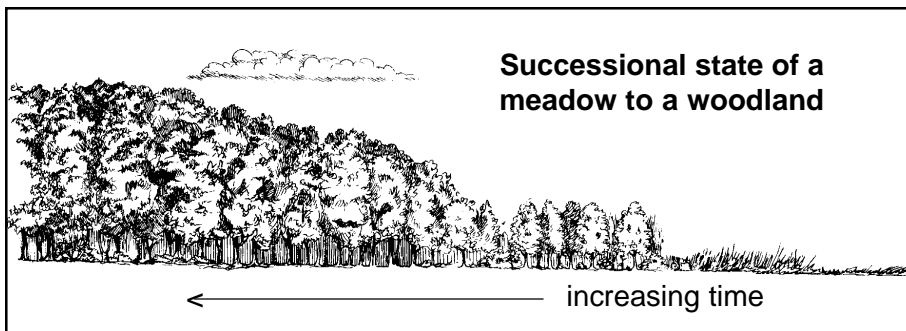 Successional state of a
meadow to a woodland
increasing time